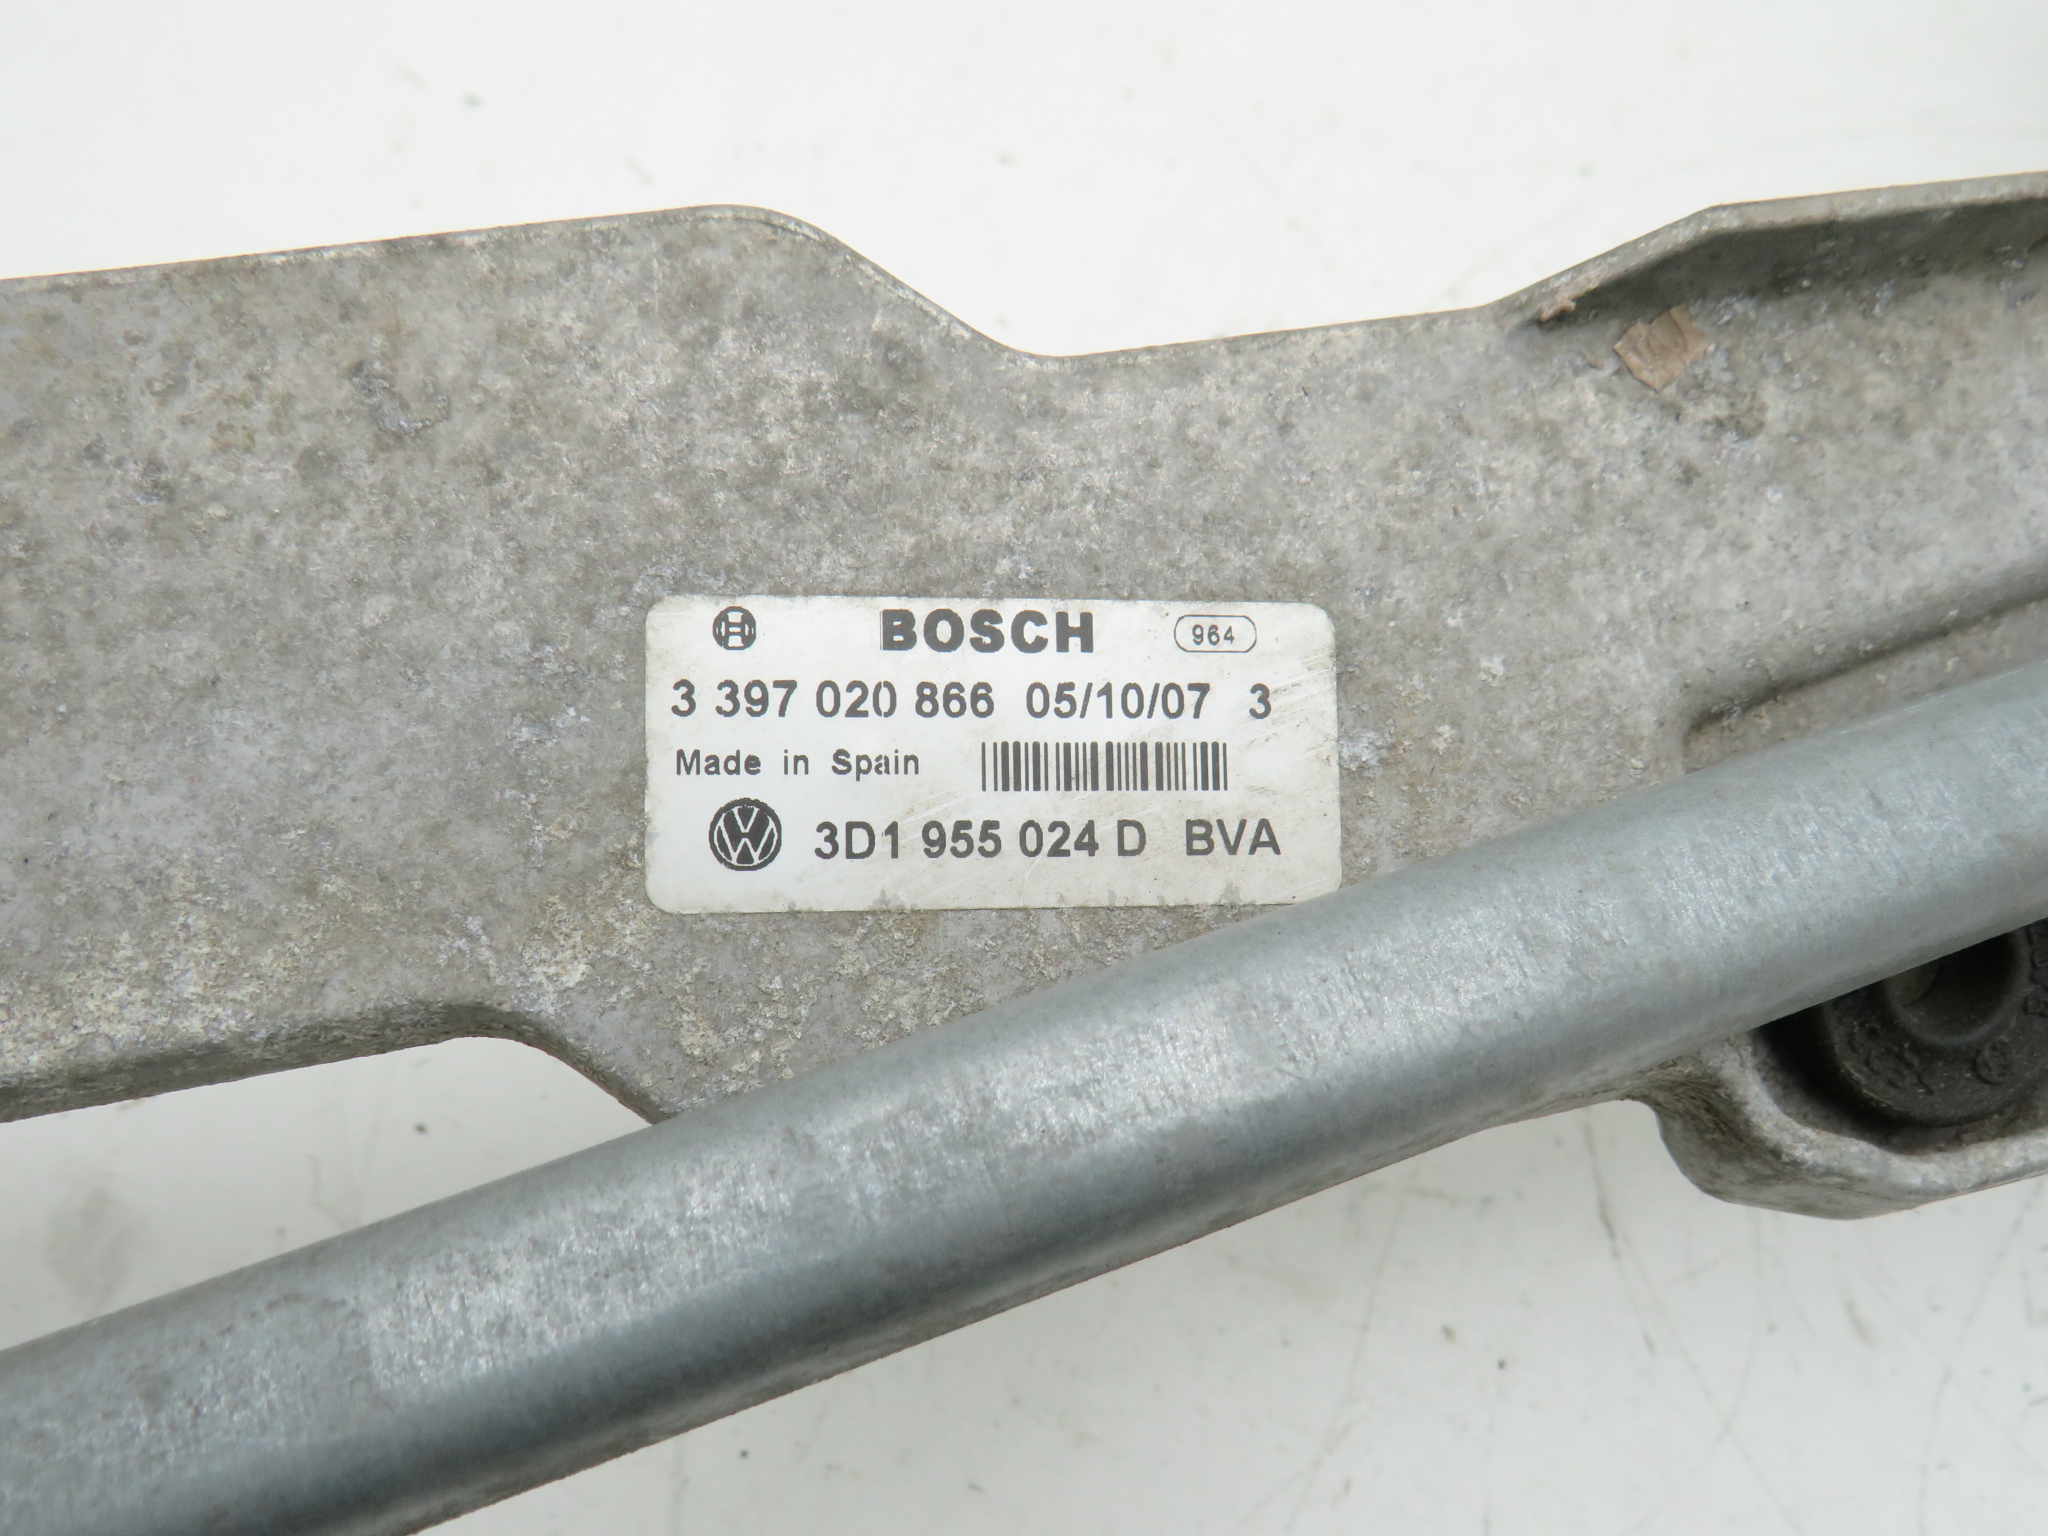 BOSCH 964
3 397 020 866 05/10/07 3
Made in Spain
3D1 955 024 D BVA